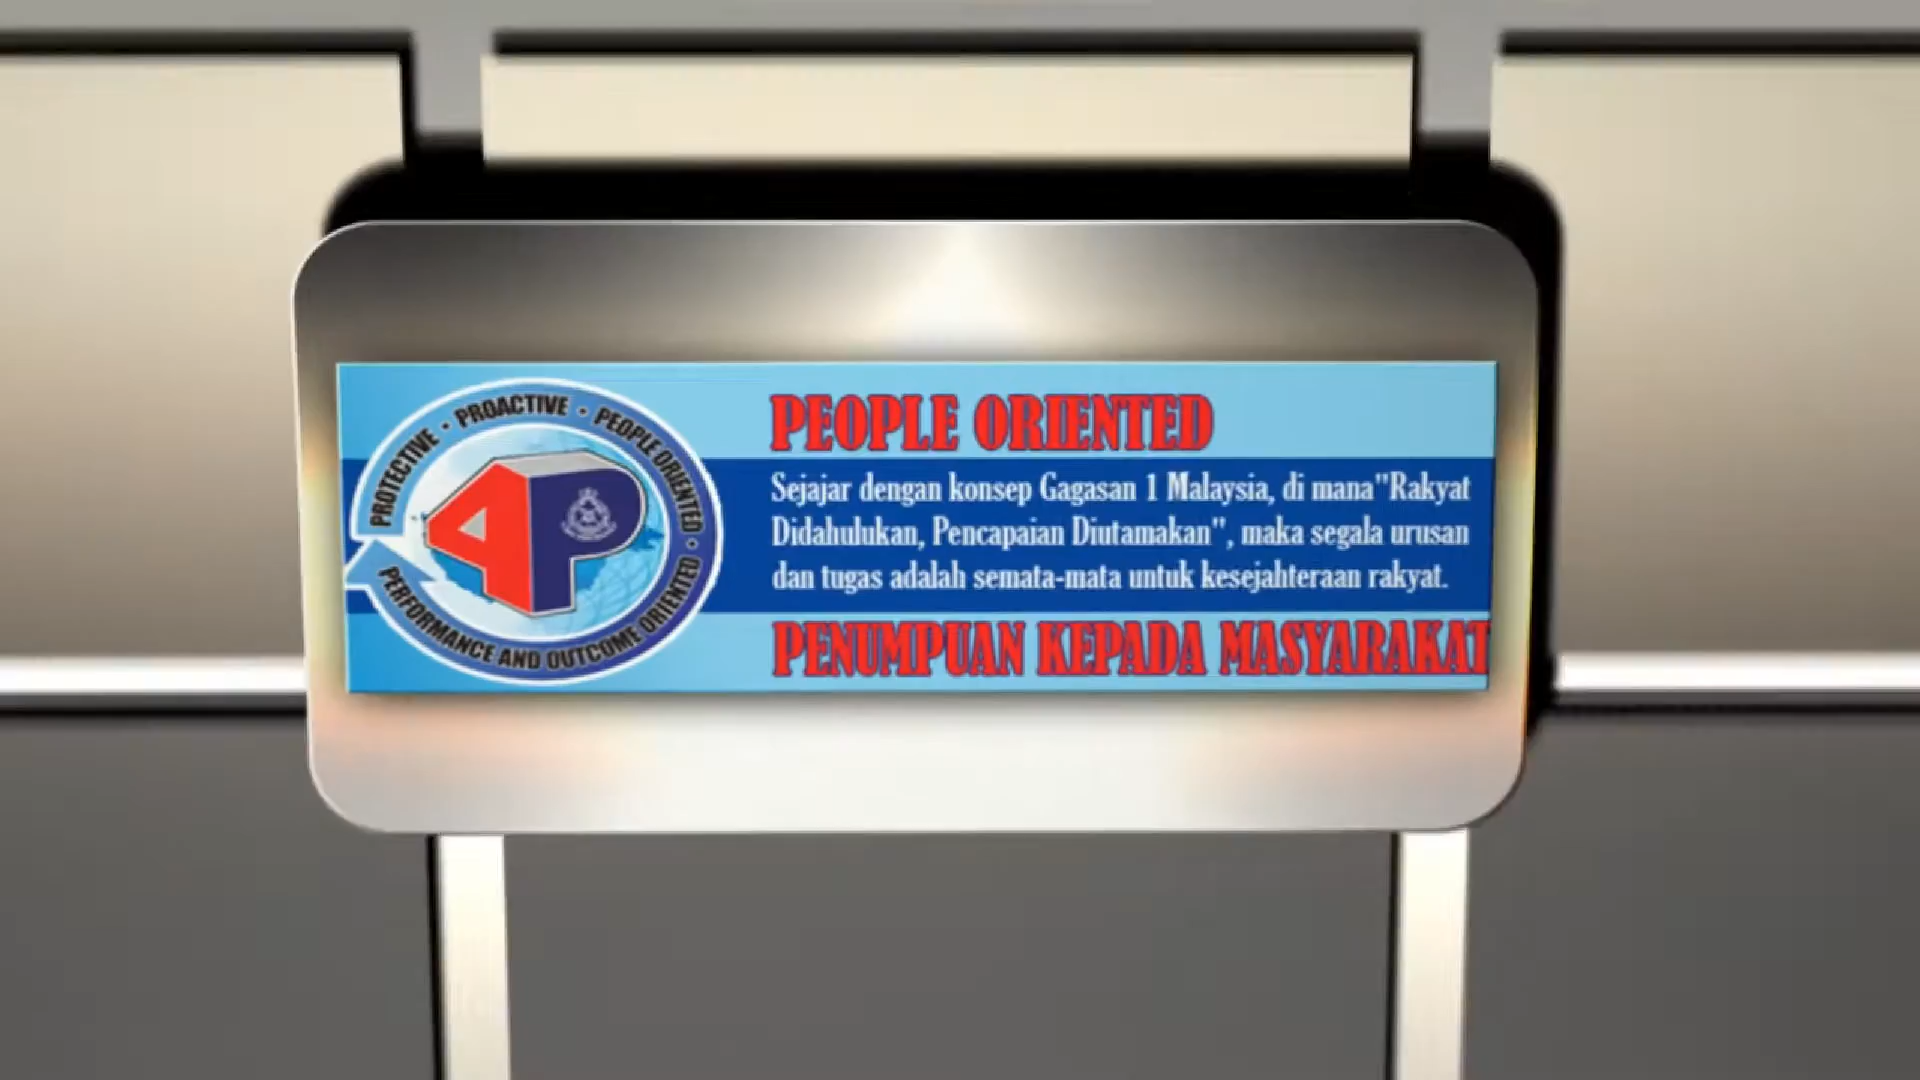 PROTECTIVE • PROACTIVE • PEOPLE ORIENTED •
PERFORMANCE AND OUTCOME ORIENTED
4P
PEOPLE ORIENTED
Sejajar dengan konsep Gagasan 1 Malaysia, di mana"Rakyat
Didahulukan, Pencapaian Diutamakan", maka segala urusan
dan tugas adalah semata-mata untuk kesejahteraan rakyat.
PENUMPUAN KEPADA MASYARAKAT